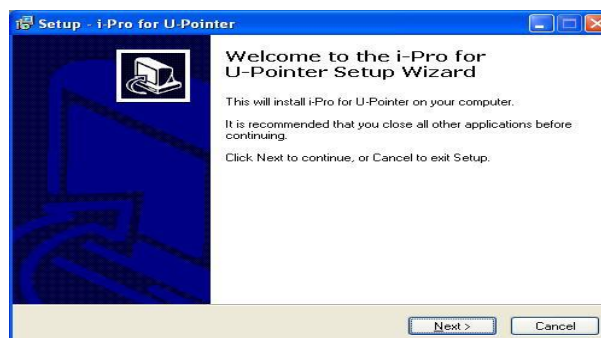 Setup - i-Pro for U-Pointer
Welcome to the i-Pro for
U-Pointer Setup Wizard
This will install i-Pro for U-Pointer on your computer.
It is recommended that you close all other applications before
continuing.
Click Next to continue, or Cancel to exit Setup.
Next >
Cancel